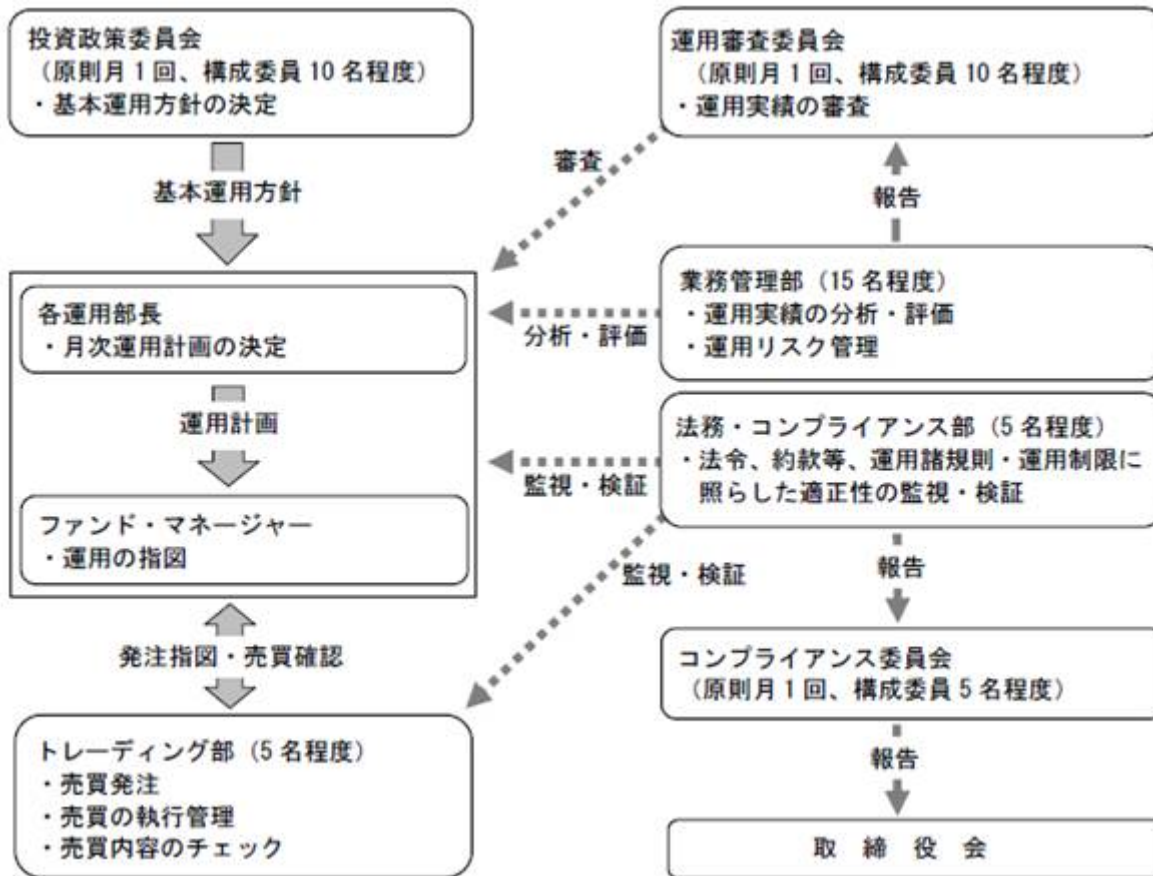 投資政策委員会
（原則月1回、構成委員10名程度）
・基本運用方針の決定
基本運用方針
各運用部長
・月次運用計画の決定
運用計画
ファンド・マネージャー
・運用の指図
発注指図・売買確認
トレーディング部（5名程度）
・売買発注
・売買の執行管理
・売買内容のチェック
運用審査委員会
（原則月1回、構成委員10名程度）
・運用実績の審査
審査
報告
業務管理部（15名程度）
・運用実績の分析・評価
・運用リスク管理
分析・評価
法務・コンプライアンス部（5名程度）
・法令、約款等、運用諸規則・運用制限に
照らした適正性の監視・検証
監視・検証
監視・検証
報告
コンプライアンス委員会
（原則月1回、構成委員5名程度）
報告
取　締　役　会